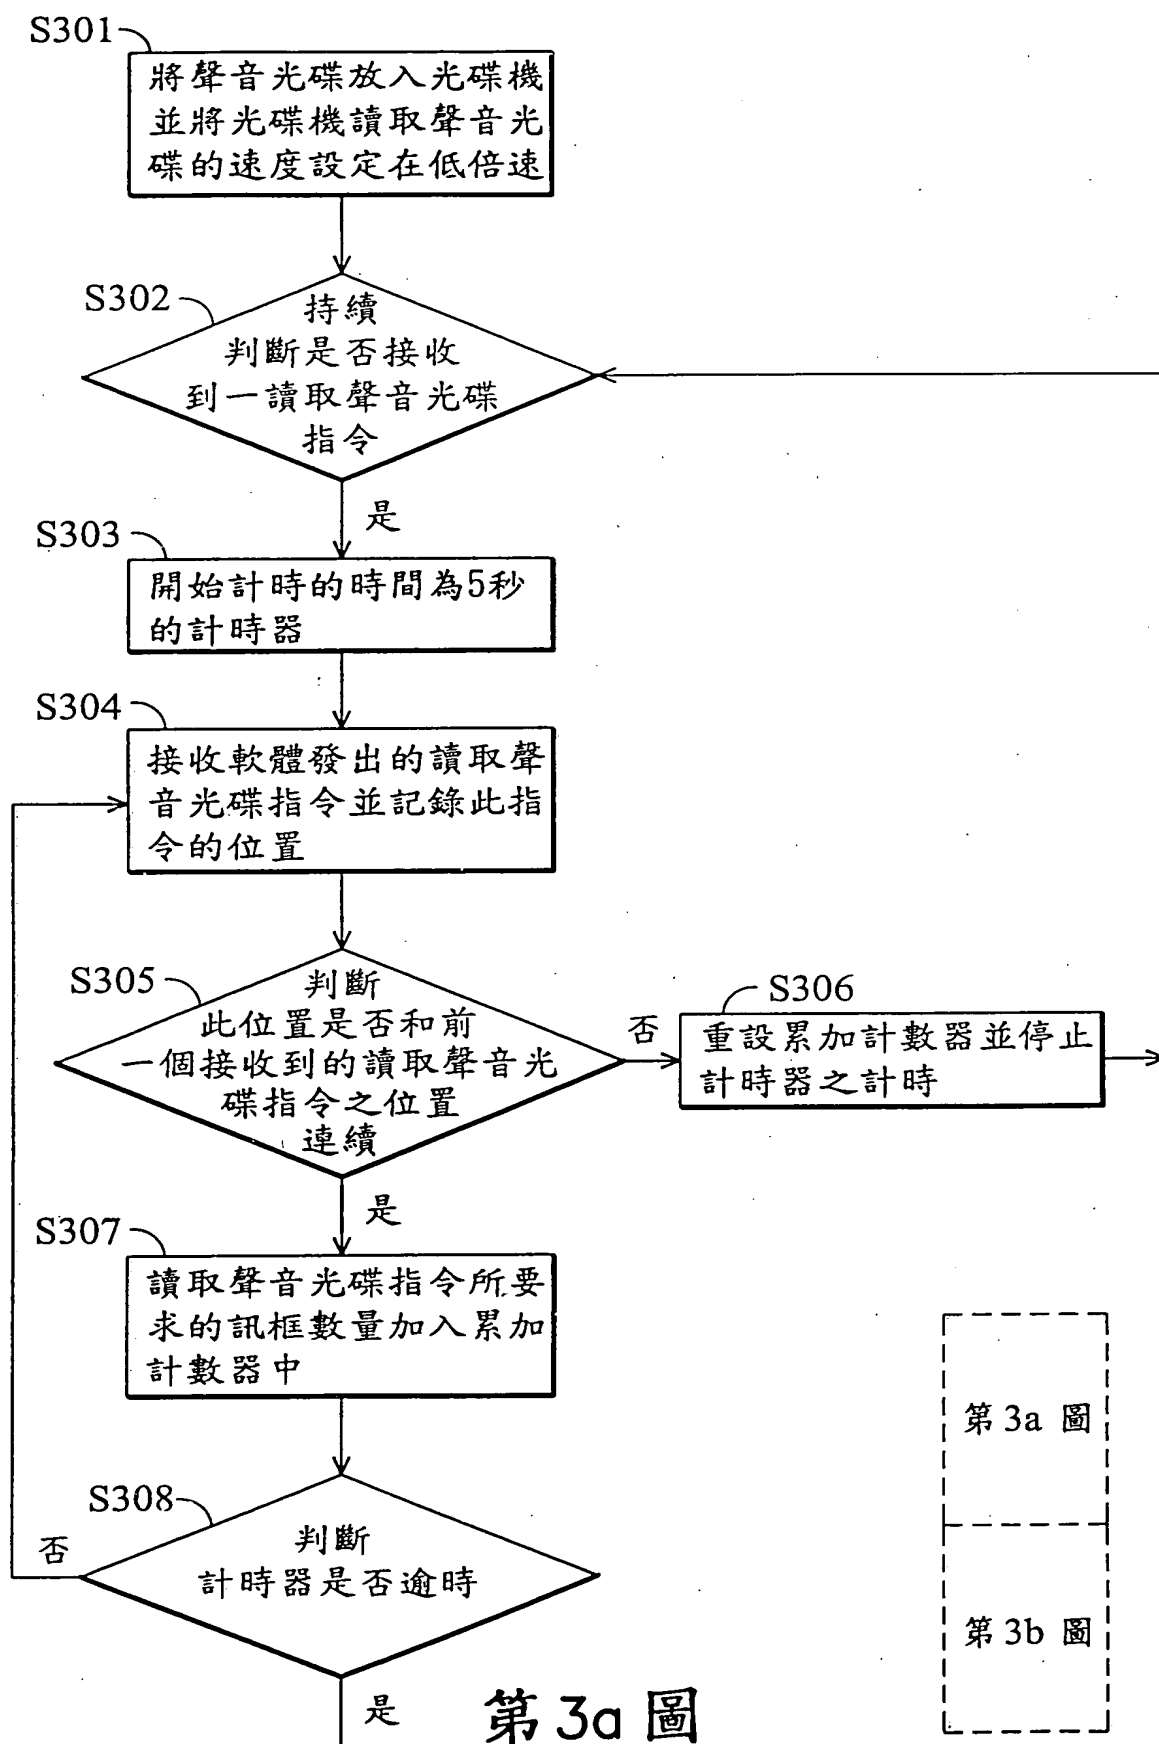 S301
將聲音光碟放入光碟機
並將光碟機讀取聲音光
碟的速度設定在低倍速
S302
持續
判斷是否接收
到一讀取聲音光碟
指令
是
S303
開始計時的時間為5秒
的計時器
S304
接收軟體發出的讀取聲
音光碟指令並記錄此指
令的位置
S305
判斷
此位置是否和前
一個接收到的讀取聲音光
碟指令之位置
連續
否
S306
重設累加計數器並停止
計時器之計時
是
S307
讀取聲音光碟指令所要
求的訊框數量加入累加
計數器中
S308
判斷
計時器是否逾時
否
是
第3a 圖
第3b 圖
第3a圖